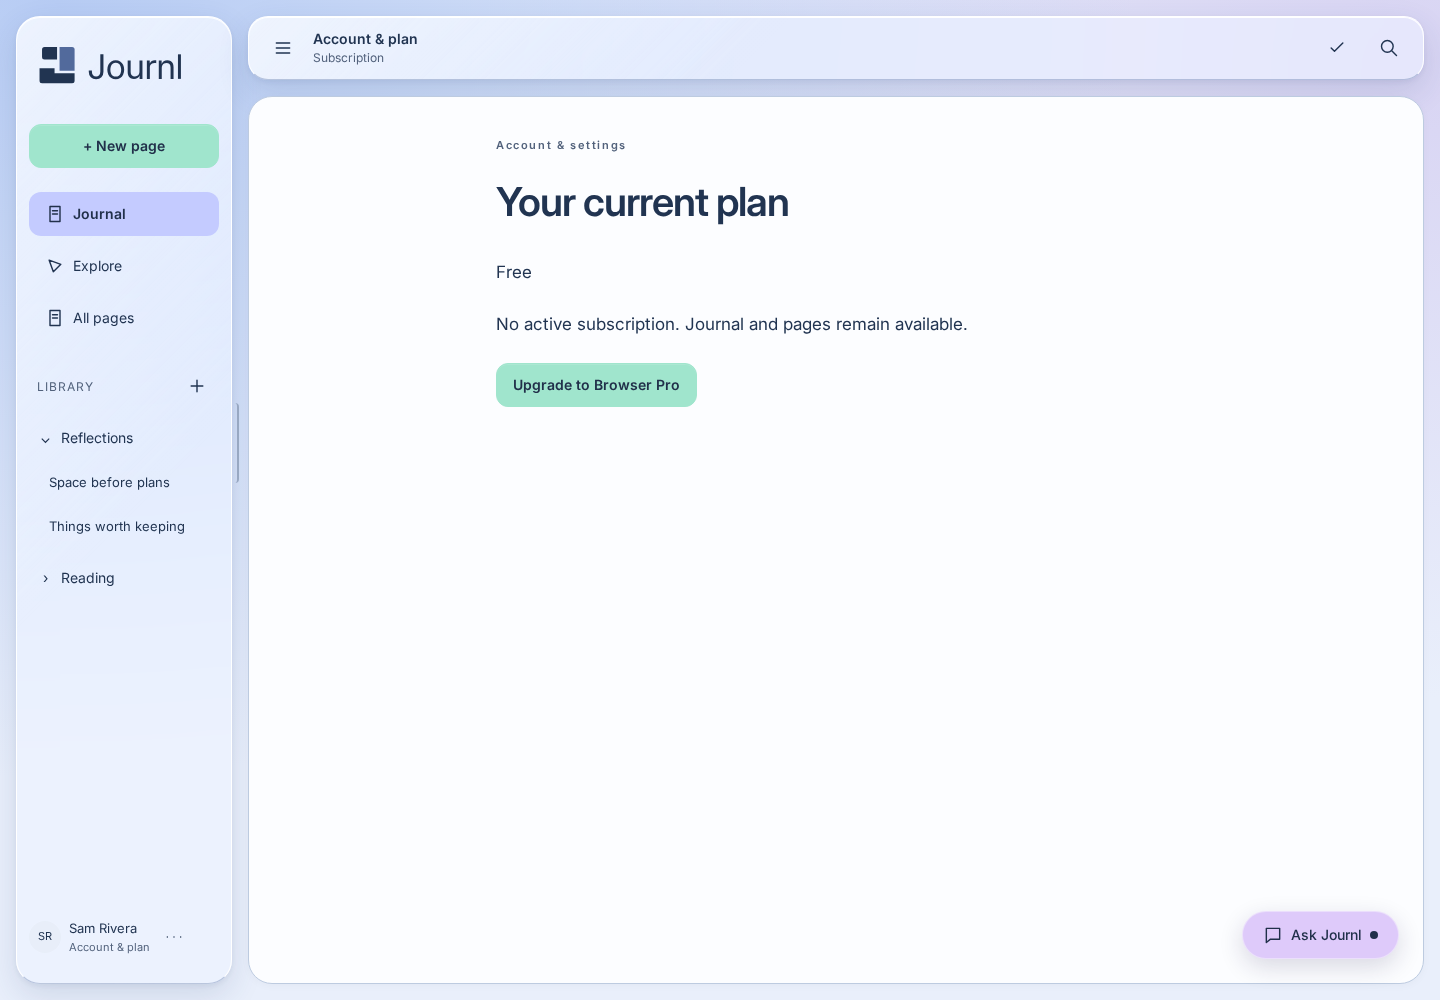 Journl
+ New page
Journal
Explore
All pages
LIBRARY
Reflections
Space before plans
Things worth keeping
Reading
SR
Sam Rivera
Account & plan
...
Account & plan
Subscription
Account & settings
Your current plan
Free
No active subscription. Journal and pages remain available.
Upgrade to Browser Pro
Ask Journl